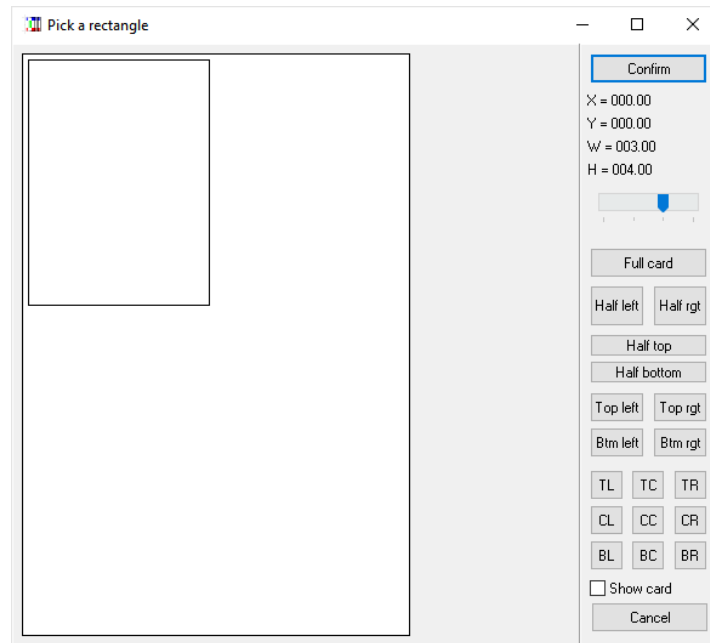 Pick a rectangle
Confirm
X = 000.00
Y = 000.00
W = 003.00
H = 004.00
Full card
Half left Half rgt
Half top
Half bottom
Top left Top rgt
Btm left Btm rgt
TL TC TR
CL CC CR
BL BC BR
Show card
Cancel